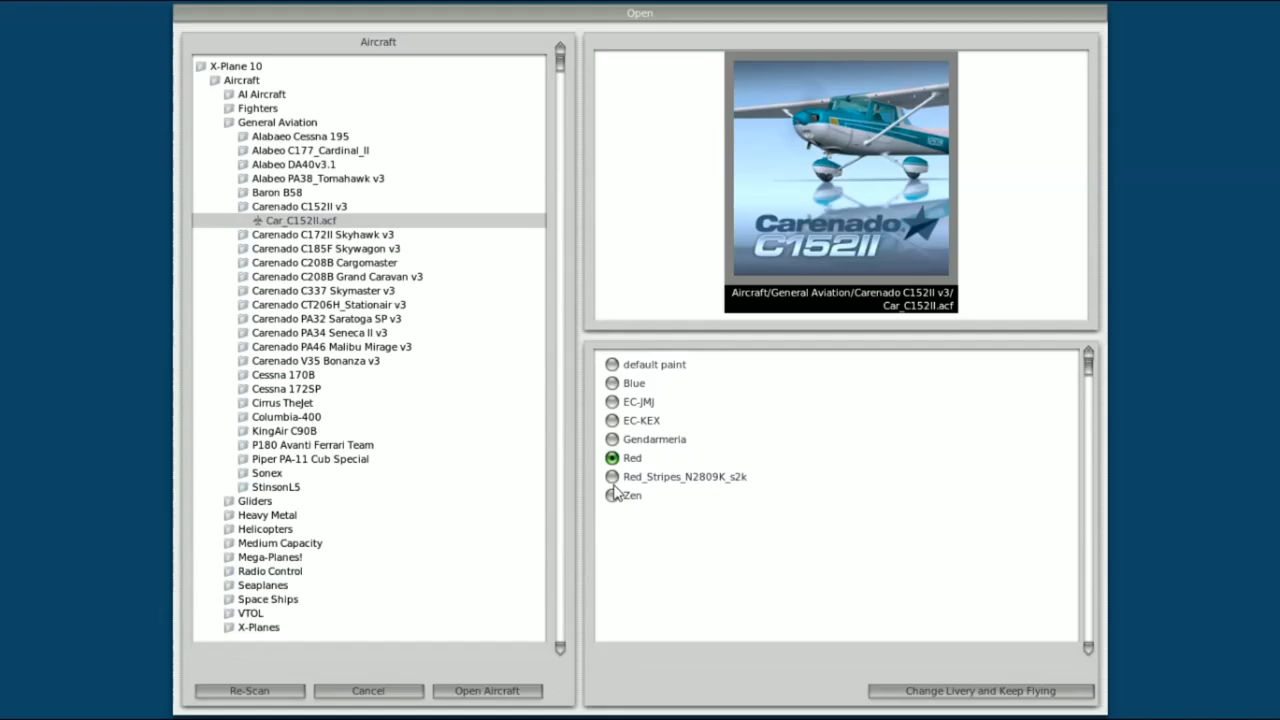 Open
Aircraft
X-Plane 10
Aircraft
AI Aircraft
Fighters
General Aviation
Alabaeo Cessna 195
Alabeo C177_Cardinal_II
Alabeo DA40v3.1
Alabeo PA38_Tomahawk v3
Baron B58
Carenado C152II v3
Car_C152II.acf
Carenado C172II Skyhawk v3
Carenado C185F Skywagon v3
Carenado C208B Cargomaster
Carenado C208B Grand Caravan v3
Carenado C337 Skymaster v3
Carenado CT206H_Stationair v3
Carenado PA32 Saratoga SP v3
Carenado PA34 Seneca II v3
Carenado PA46 Malibu Mirage v3
Carenado V35 Bonanza v3
Cessna 170B
Cessna 172SP
Cirrus TheJet
Columbia-400
KingAir C90B
P180 Avanti Ferrari Team
Piper PA-11 Cub Special
Sonex
StinsonL5
Gliders
Heavy Metal
Helicopters
Medium Capacity
Mega-Planes!
Radio Control
Seaplanes
Space Ships
VTOL
X-Planes
Re-Scan
Cancel
Open Aircraft
Carenado
C152II
Aircraft/General Aviation/Carenado C152II v3/
Car_C152II.acf
default paint
Blue
EC-JMJ
EC-KEX
Gendarmeria
Red
Red_Stripes_N2809K_s2k
Zen
Change Livery and Keep Flying